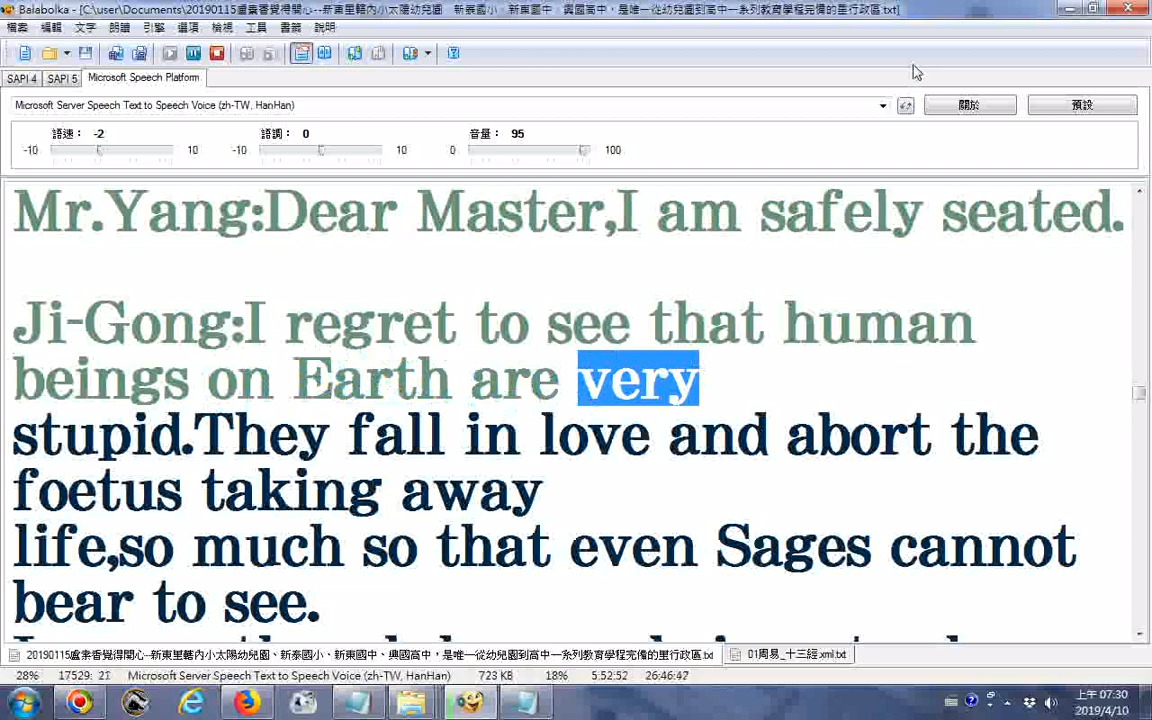 Balabolka - [C:\user\Documents\20190115盧素香覺得開心--新東里轄內小太陽幼兒園、新泰國小、新東國中、興國高中，是唯一從幼兒園到高中一系列教育學程完備的里行政區.txt]
檔案 編輯 文字 朗讀 引擎 選項 檢視 工具 書籤 說明
SAPI 4 SAPI 5 Microsoft Speech Platform
Microsoft Server Speech Text to Speech Voice (zh-TW, HanHan) 關於 預設
語速： -2 語調： 0 音量： 95
-10 10 -10 10 0 100
Mr.Yang:Dear Master,I am safely seated.
Ji-Gong:I regret to see that human
beings on Earth are very
stupid.They fall in love and abort the
foetus taking away
life,so much so that even Sages cannot
bear to see.
20190115盧素香覺得開心--新東里轄內小太陽幼兒園、新泰國小、新東國中、興國高中，是唯一從幼兒園到高中一系列教育學程完備的里行政區.txt 01周易_十三經.xml.txt
28% 17529: 21 Microsoft Server Speech Text to Speech Voice (zh-TW, HanHan) 723 KB 18% 5:52:52 26:46:47
上午 07:30
2019/4/10